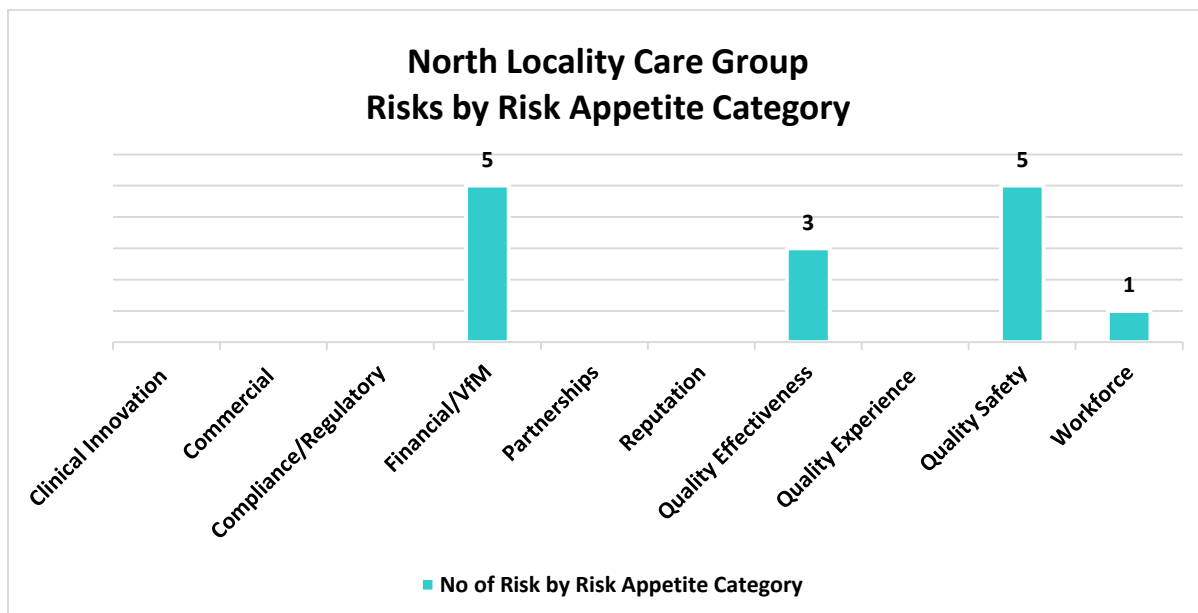 North Locality Care Group
Risks by Risk Appetite Category
5
3
5
1
Clinical Innovation
Commercial
Compliance/Regulatory
Financial/VfM
Partnerships
Reputation
Quality Effectiveness
Quality Experience
Quality Safety
Workforce
No of Risk by Risk Appetite Category